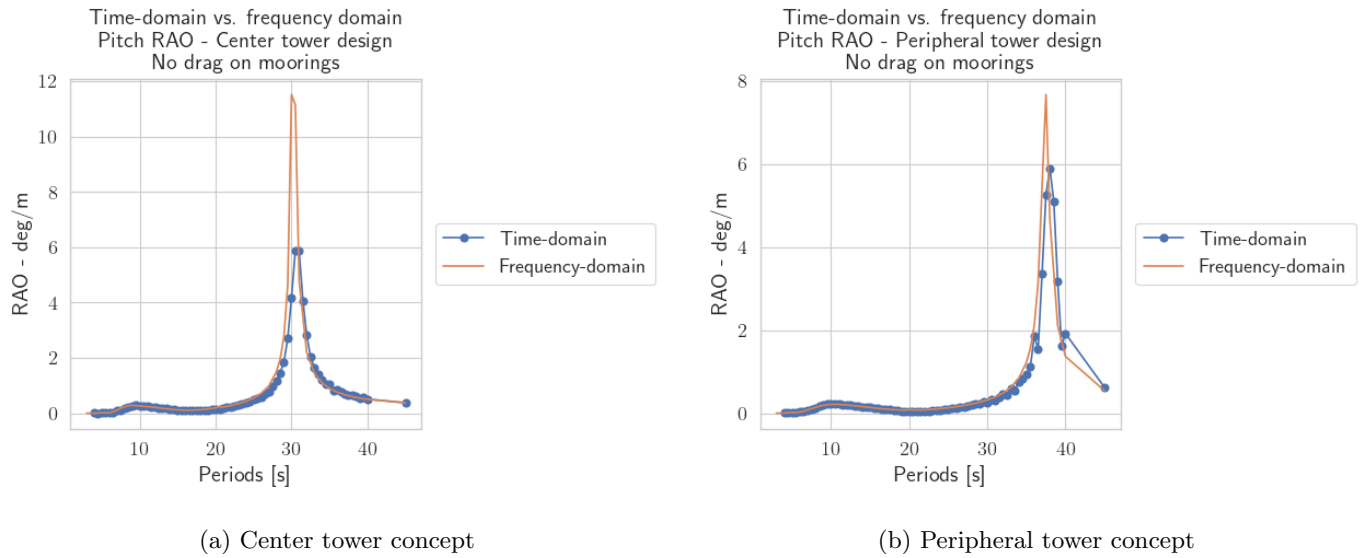 Time-domain vs. frequency domain
Pitch RAO - Center tower design
No drag on moorings
12
10
8
6
4
2
0
RAO - deg/m
10
20
30
40
Periods [s]
Time-domain
Frequency-domain
(a) Center tower concept
Time-domain vs. frequency domain
Pitch RAO - Peripheral tower design
No drag on moorings
8
6
4
2
0
RAO - deg/m
10
20
30
40
Periods [s]
Time-domain
Frequency-domain
(b) Peripheral tower concept